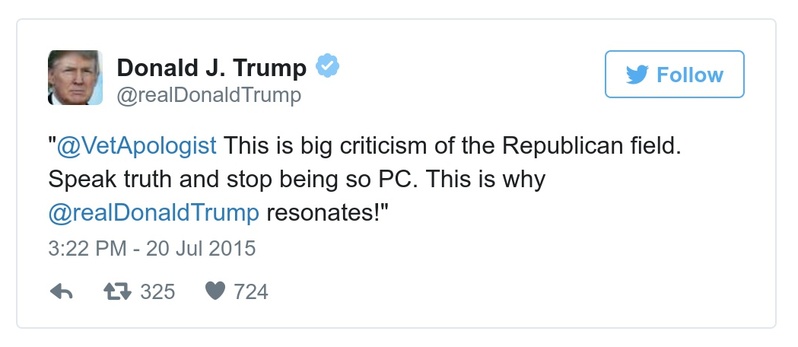 Donald J. Trump
@realDonaldTrump
Follow
"@VetApologist This is big criticism of the Republican field.
Speak truth and stop being so PC. This is why
@realDonaldTrump resonates!"
3:22 PM - 20 Jul 2015
325 724